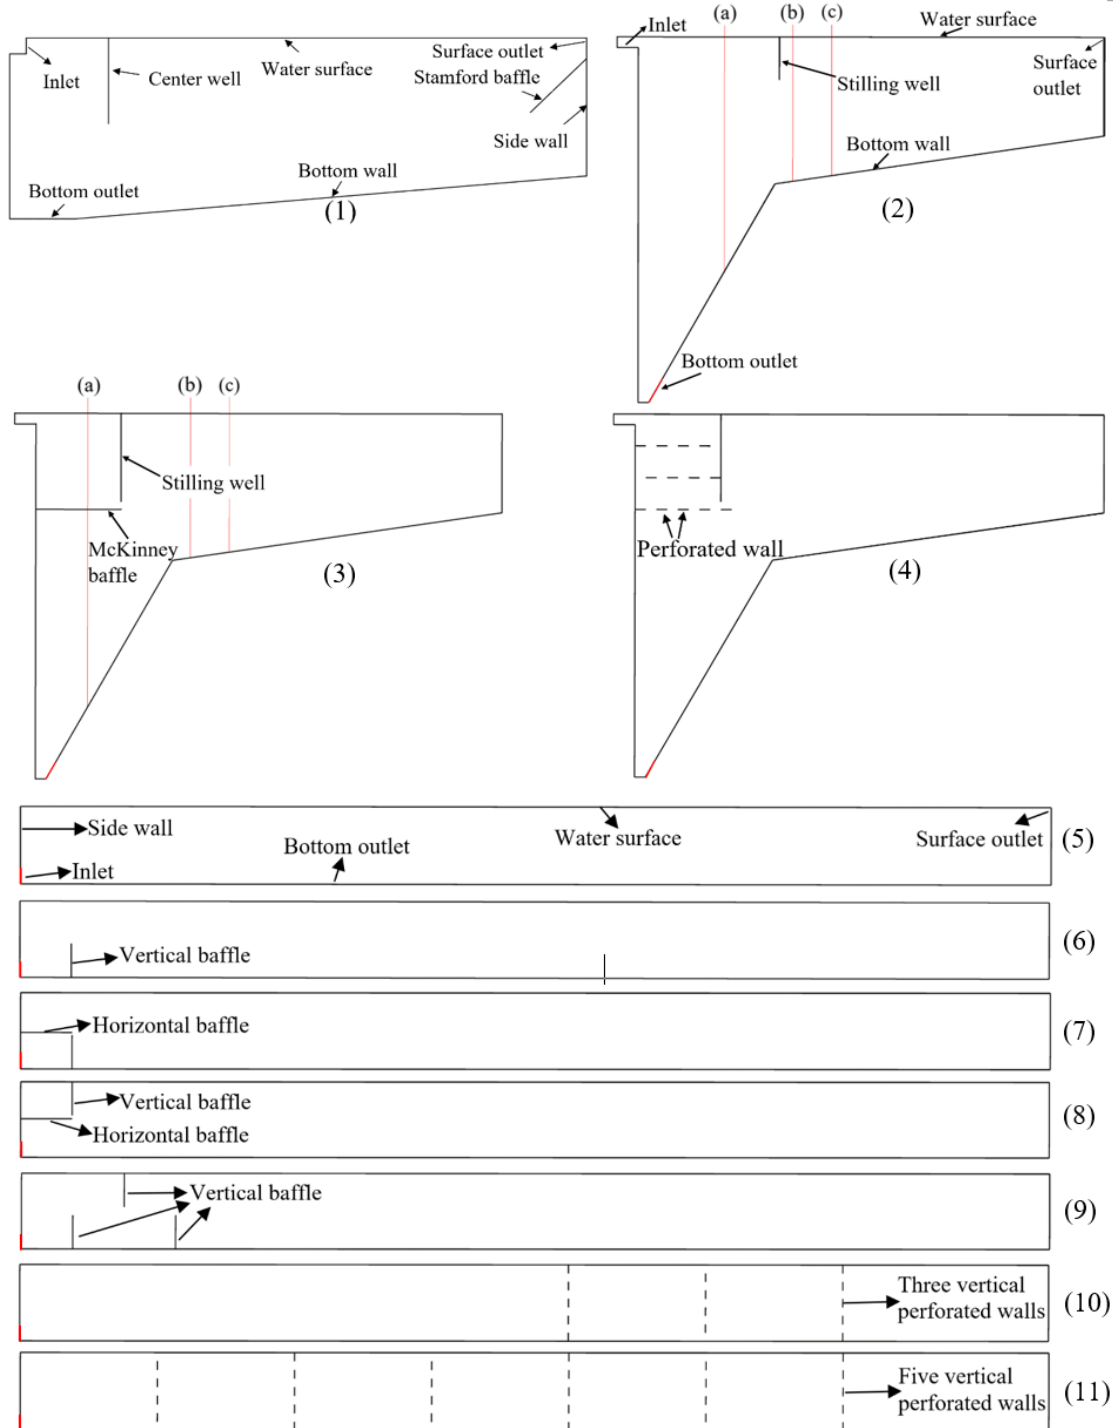 Inlet
Center well
Water surface
Surface outlet
Stamford baffle
Side wall
Bottom wall
Bottom outlet
(1)
(a)
(b)
(c)
Inlet
Water surface
Surface
outlet
Stilling well
Bottom wall
(2)
Bottom outlet
(a)
(b)
(c)
Stilling well
McKinney
baffle
(3)
Perforated wall
(4)
Side wall
Bottom outlet
Water surface
Surface outlet
(5)
Inlet
Vertical baffle
(6)
Horizontal baffle
(7)
Vertical baffle
Horizontal baffle
(8)
Vertical baffle
(9)
Three vertical
perforated walls
(10)
Five vertical
perforated walls
(11)